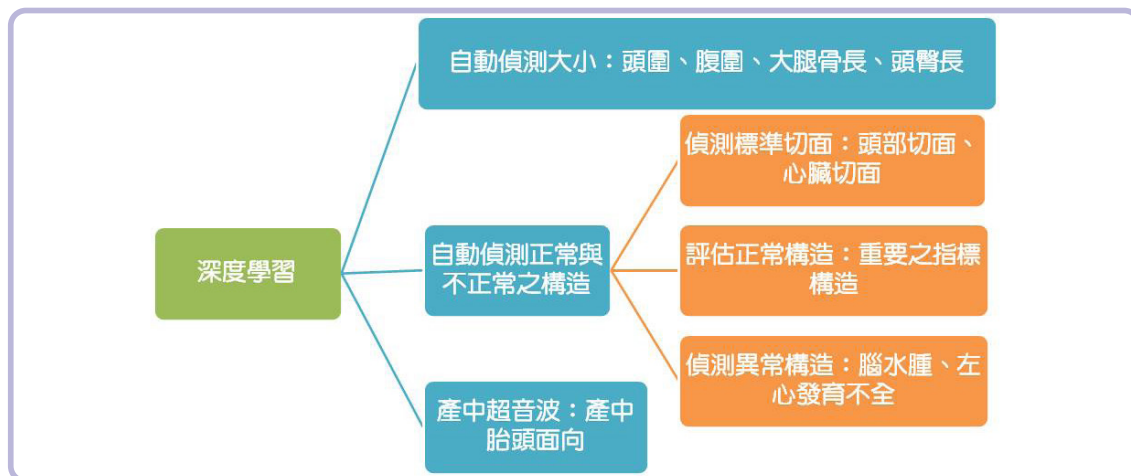 自動偵測大小：頭圍、腹圍、大腿骨長、頭臀長
偵測標準切面：頭部切面、
心臟切面
深度學習
自動偵測正常與
不正常之構造
評估正常構造：重要之指標
構造
偵測異常構造：腦水腫、左
心發育不全
產中超音波：產中
胎頭面向